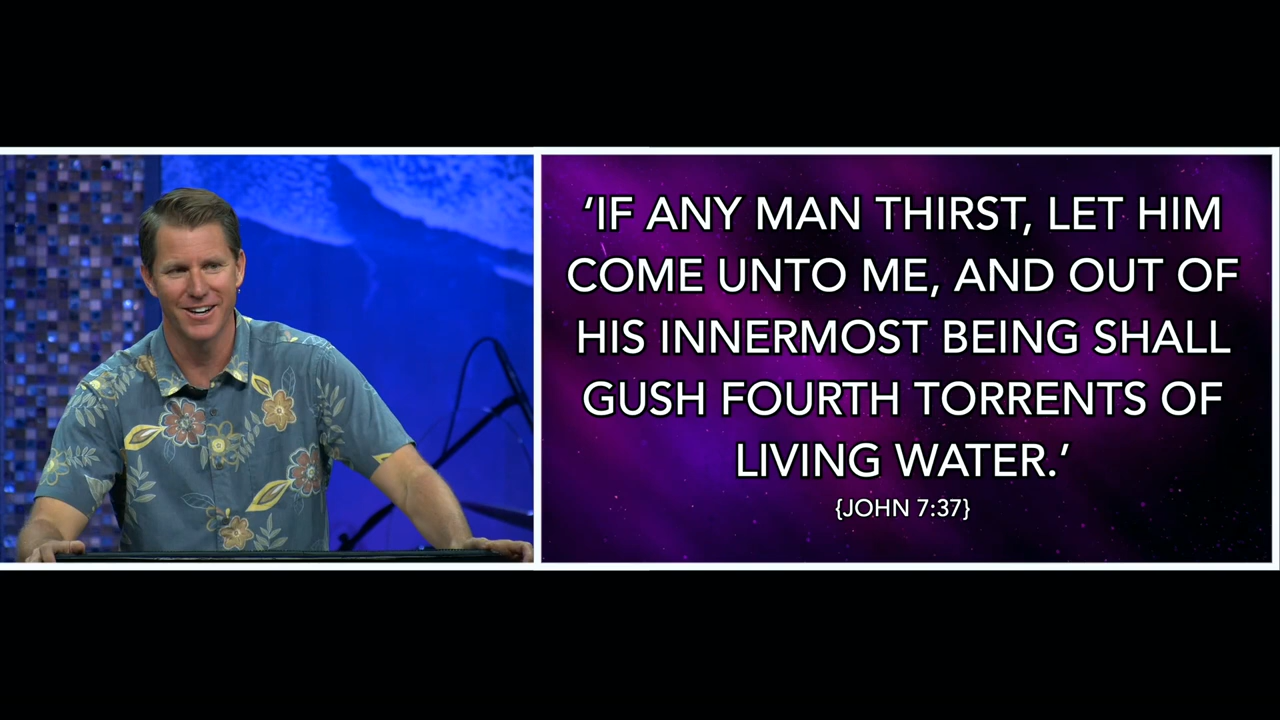 ‘IF ANY MAN THIRST, LET HIM
COME UNTO ME, AND OUT OF
HIS INNERMOST BEING SHALL
GUSH FOURTH TORRENTS OF
LIVING WATER.’
{JOHN 7:37}